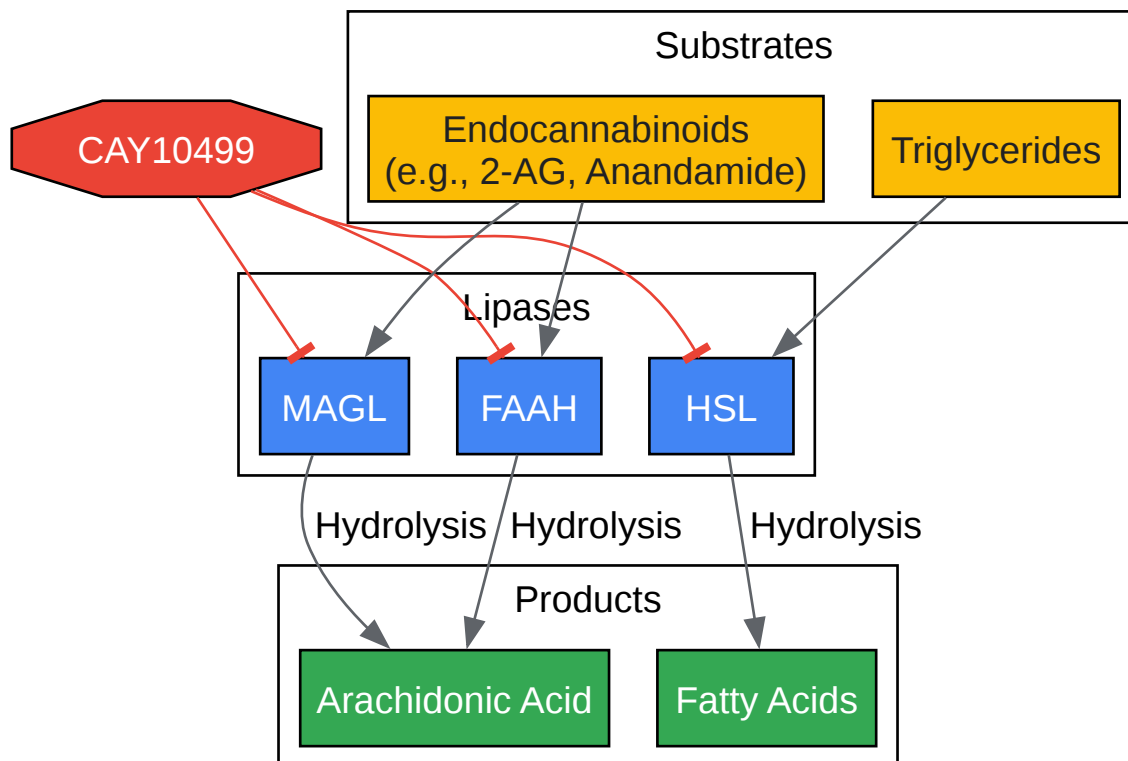 Substrates
CAY10499
Endocannabinoids
(e.g., 2-AG, Anandamide)
Triglycerides
Lipases
MAGL
FAAH
HSL
Hydrolysis
Hydrolysis
Hydrolysis
Products
Arachidonic Acid
Fatty Acids